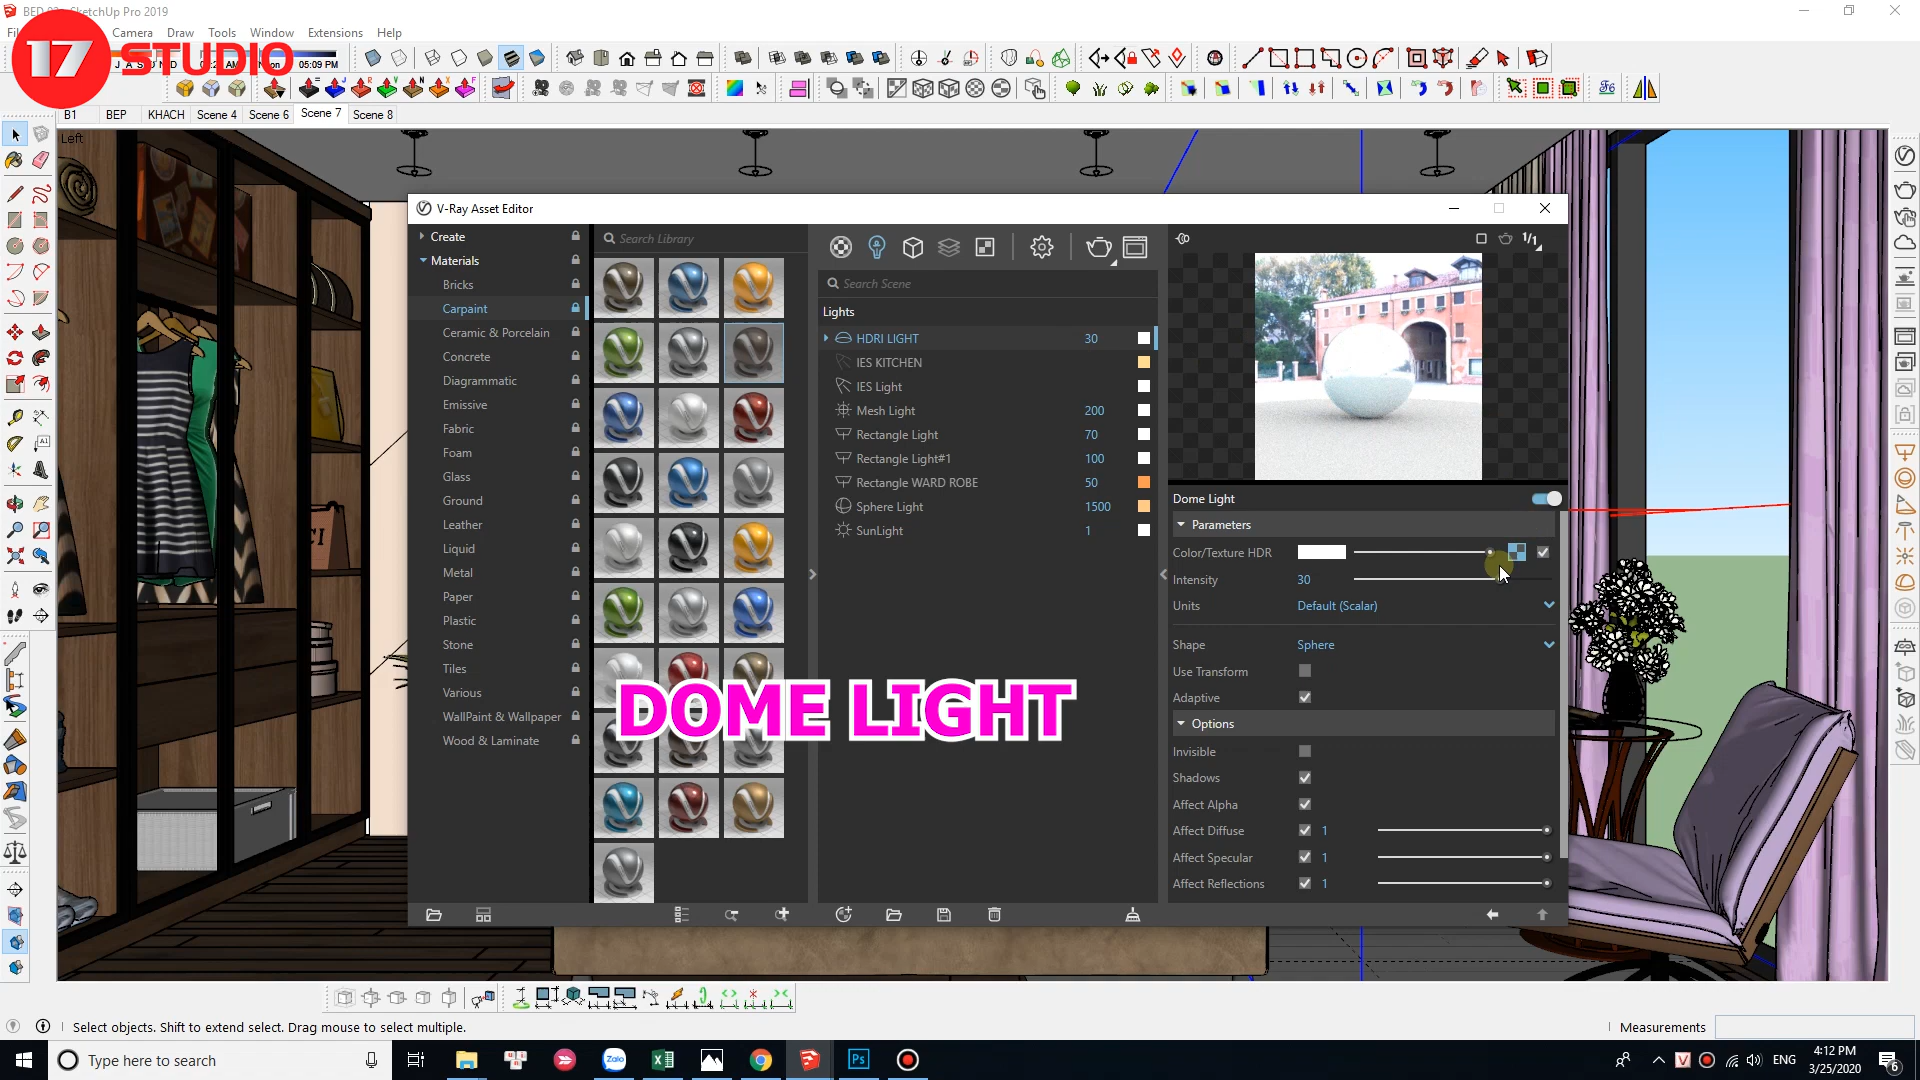 SketchUp Pro 2019
17 STUDIO
Camera Draw Tools Window Extensions Help
05:09 PM
B1 BEP KHACH Scene 4 Scene 6 Scene 7 Scene 8
Left
V-Ray Asset Editor
Create
Materials
Bricks
Carpaint
Ceramic & Porcelain
Concrete
Diagrammatic
Emissive
Fabric
Foam
Glass
Ground
Leather
Liquid
Metal
Paper
Plastic
Stone
Tiles
Various
WallPaint & Wallpaper
Wood & Laminate
Search Library
Search Scene
Lights
HDRI LIGHT 30
IES KITCHEN
IES Light
Mesh Light 200
Rectangle Light 70
Rectangle Light#1 100
Rectangle WARD ROBE 50
Sphere Light 1500
SunLight 1
1/1
Dome Light
Parameters
Color/Texture HDR
Intensity 30
Units Default (Scalar)
Shape Sphere
Use Transform
Adaptive
Options
Invisible
Shadows
Affect Alpha
Affect Diffuse 1
Affect Specular 1
Affect Reflections 1
DOME LIGHT
Select objects. Shift to extend select. Drag mouse to select multiple.
Measurements
Type here to search
Zalo
Ps
ENG
4:12 PM
3/25/2020
6